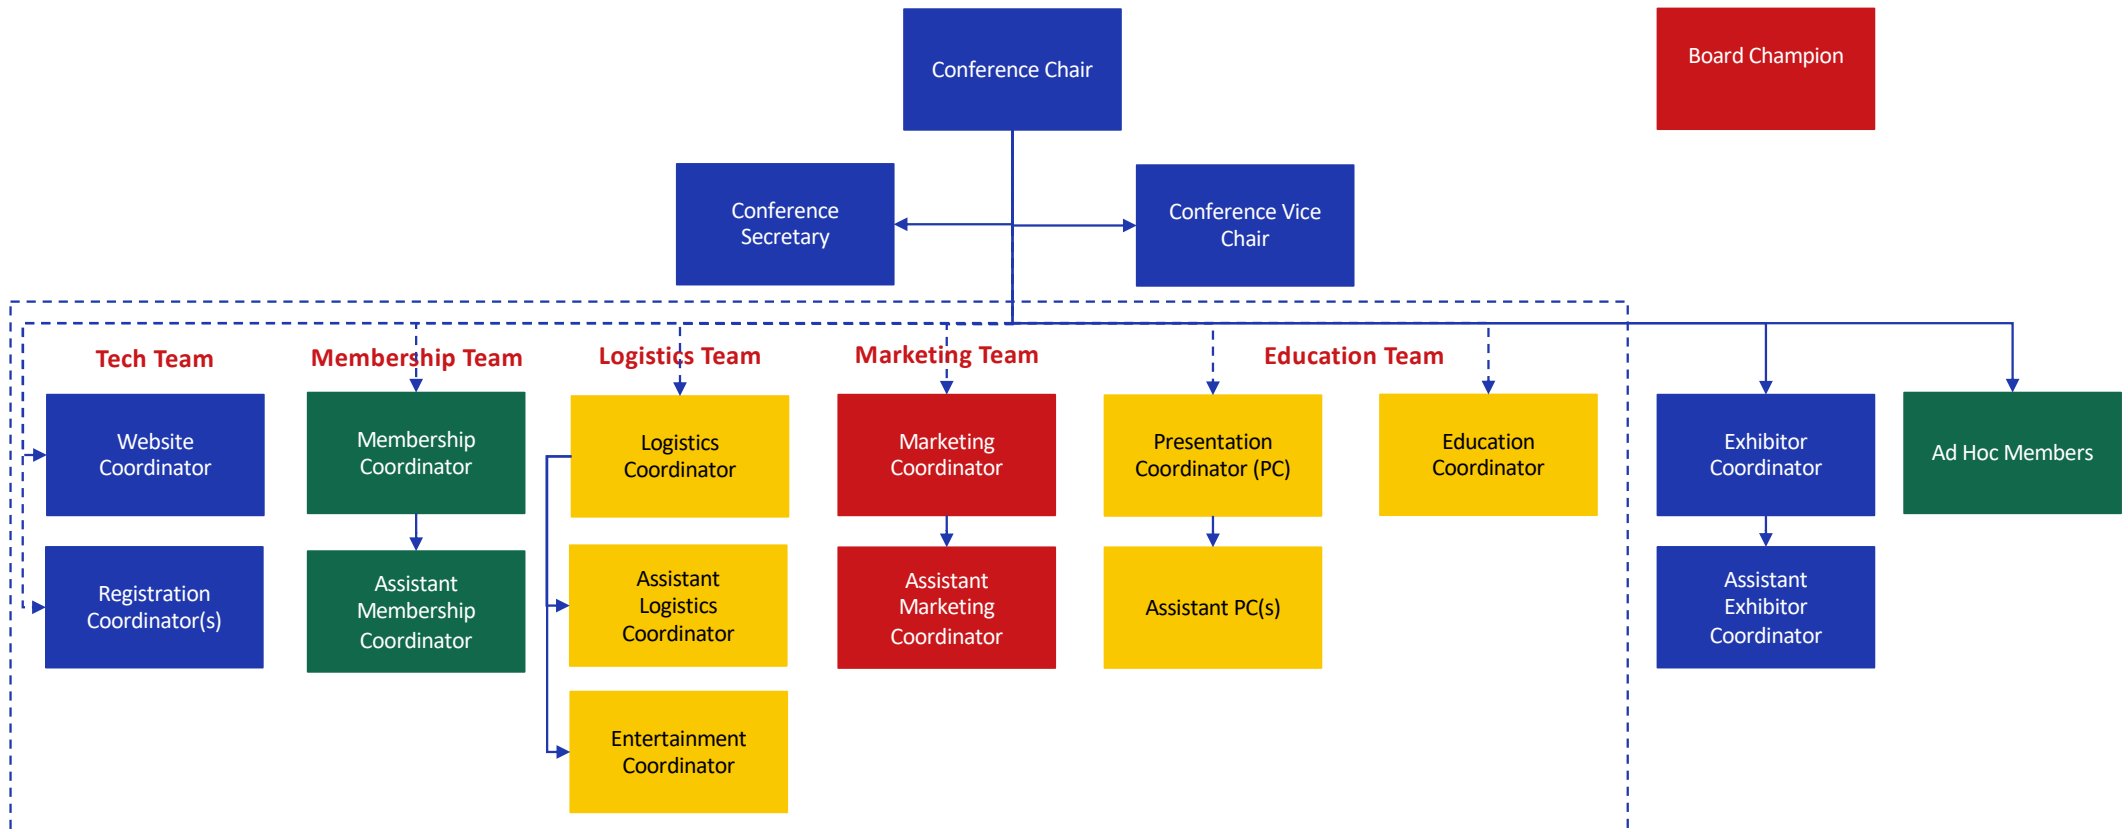 Conference Chair
Board Champion
Conference
Secretary
Conference Vice
Chair
Tech Team
Membership Team
Logistics Team
Marketing Team
Education Team
Website
Coordinator
Membership
Coordinator
Logistics
Coordinator
Marketing
Coordinator
Presentation
Coordinator (PC)
Education
Coordinator
Exhibitor
Coordinator
Ad Hoc Members
Registration
Coordinator(s)
Assistant
Membership
Coordinator
Assistant
Logistics
Coordinator
Assistant
Marketing
Coordinator
Assistant PC(s)
Assistant
Exhibitor
Coordinator
Entertainment
Coordinator